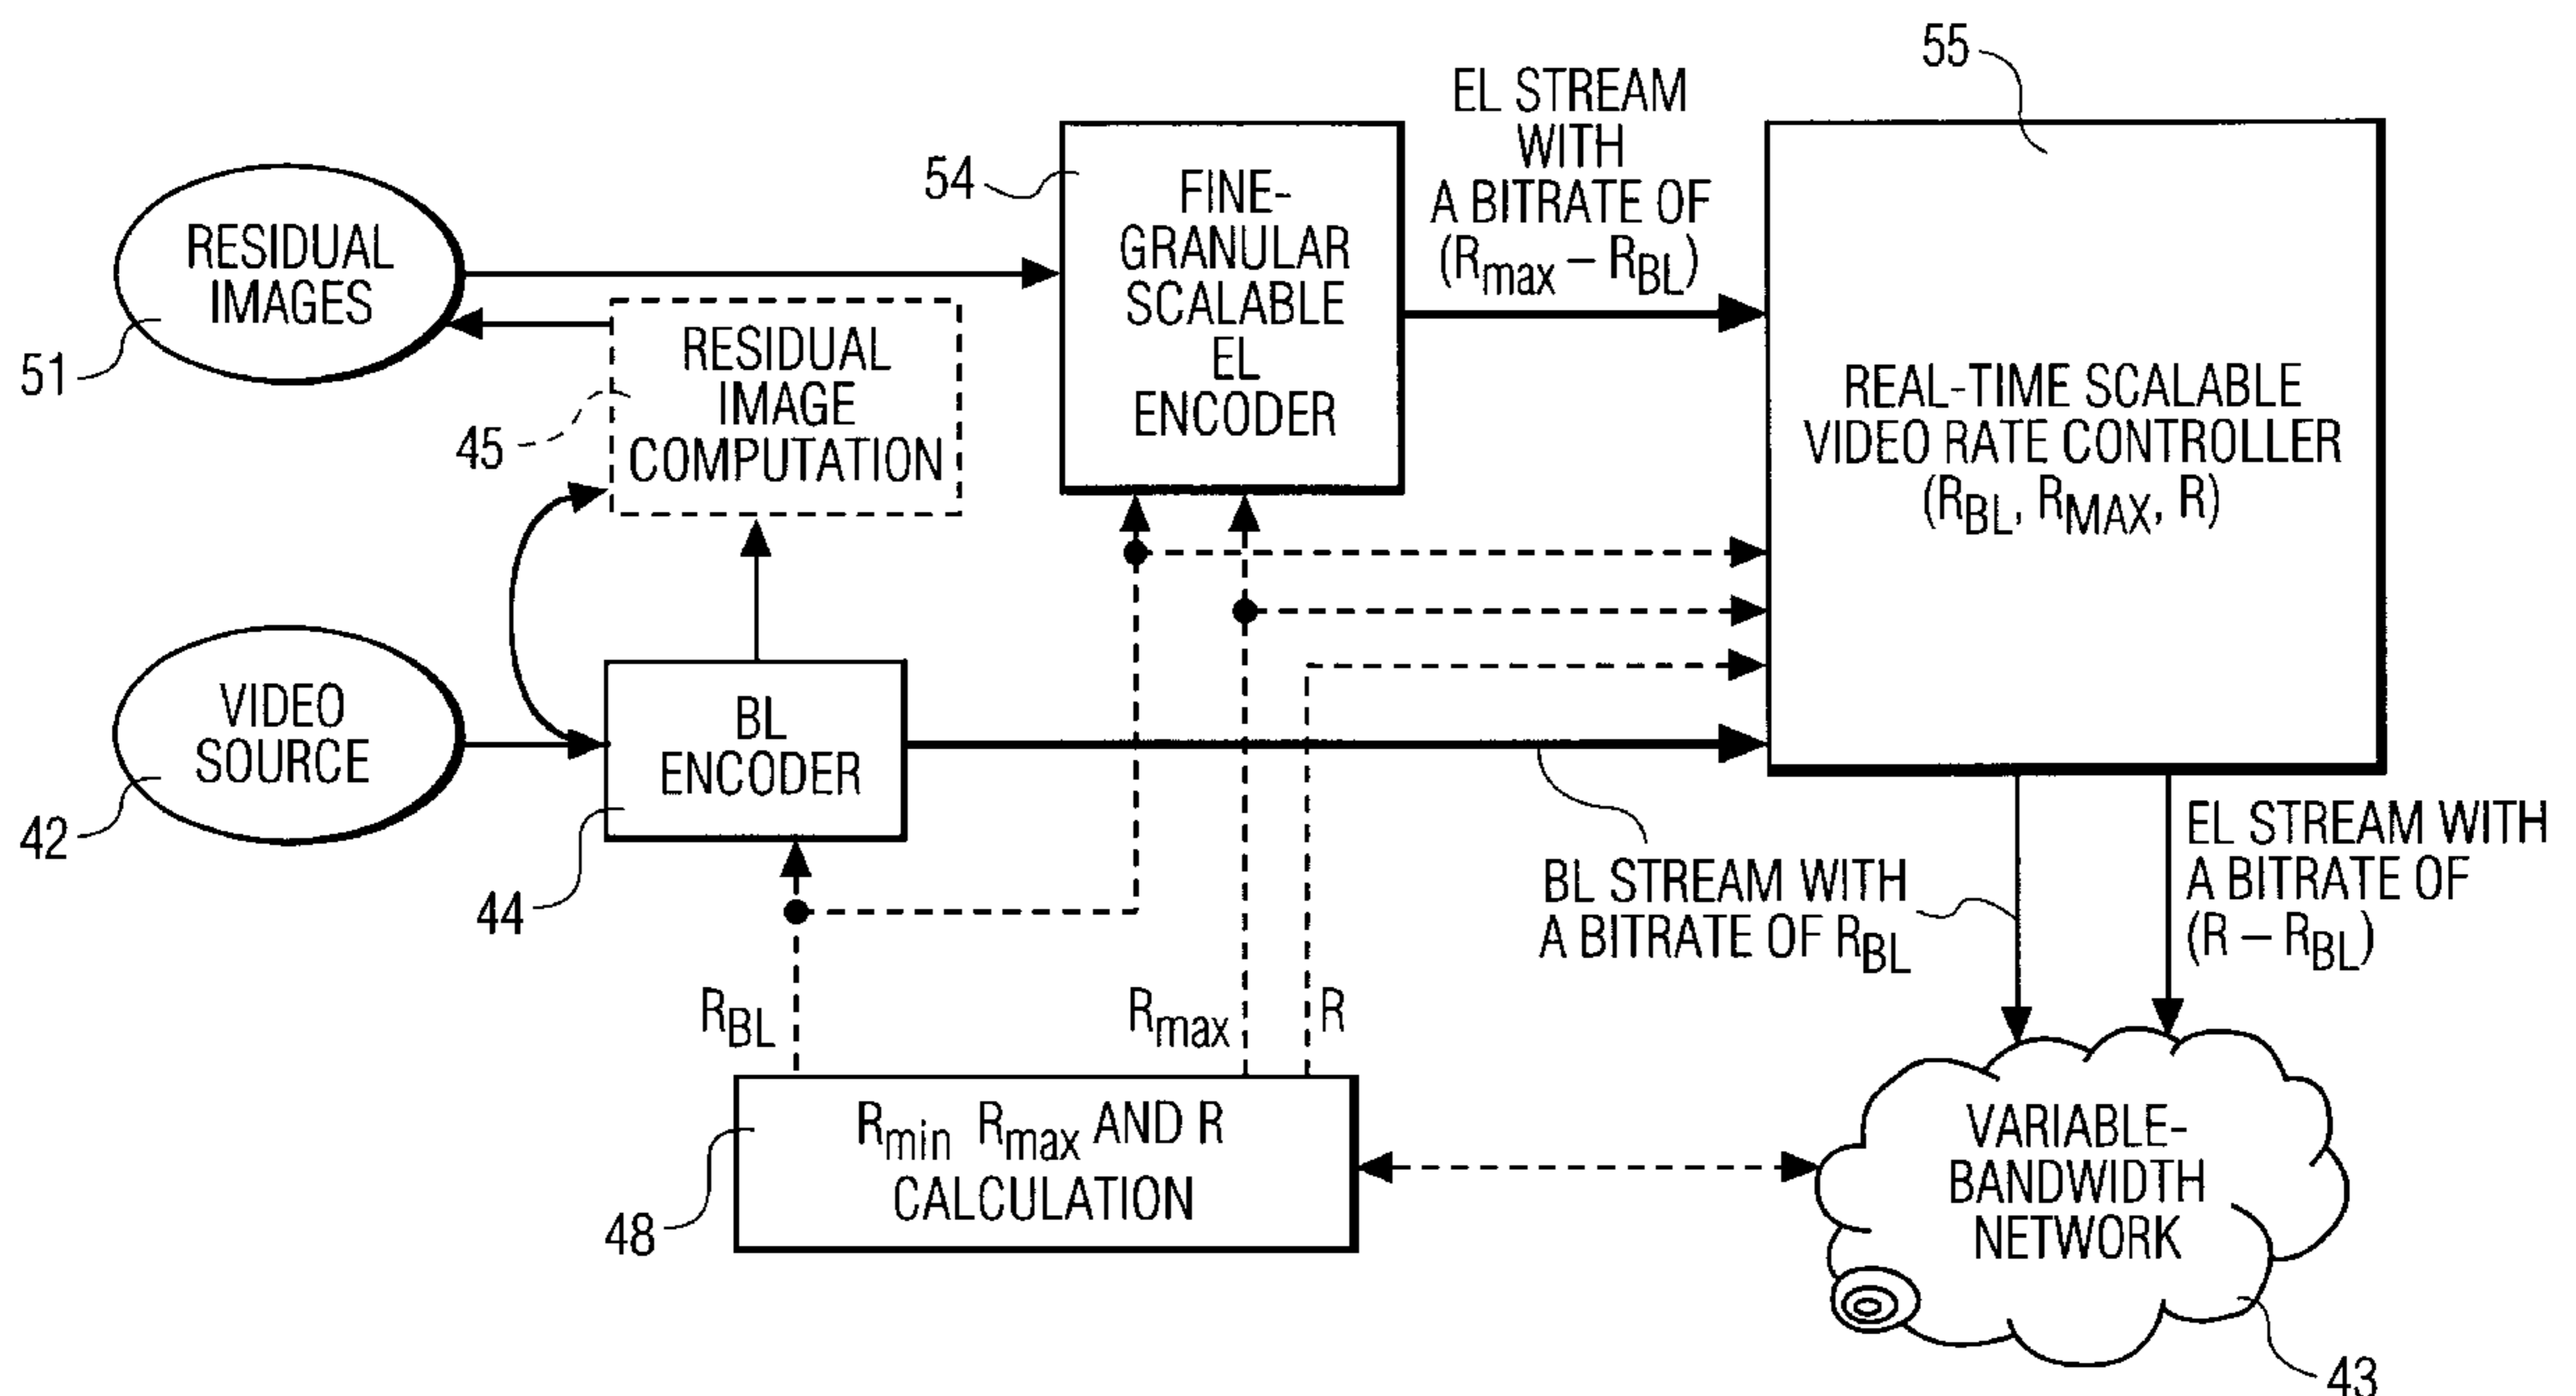 55
EL STREAM
WITH
A BITRATE OF
(Rmax – RBL)
54
FINE-
GRANULAR
SCALABLE
EL
ENCODER
RESIDUAL
IMAGES
51
RESIDUAL
IMAGE
COMPUTATION
45
REAL-TIME SCALABLE
VIDEO RATE CONTROLLER
(RBL, RMAX, R)
VIDEO
SOURCE
42
BL
ENCODER
44
BL STREAM WITH
A BITRATE OF RBL
EL STREAM WITH
A BITRATE OF
(R – RBL)
RBL
Rmax
R
Rmin Rmax AND R
CALCULATION
48
VARIABLE-
BANDWIDTH
NETWORK
43